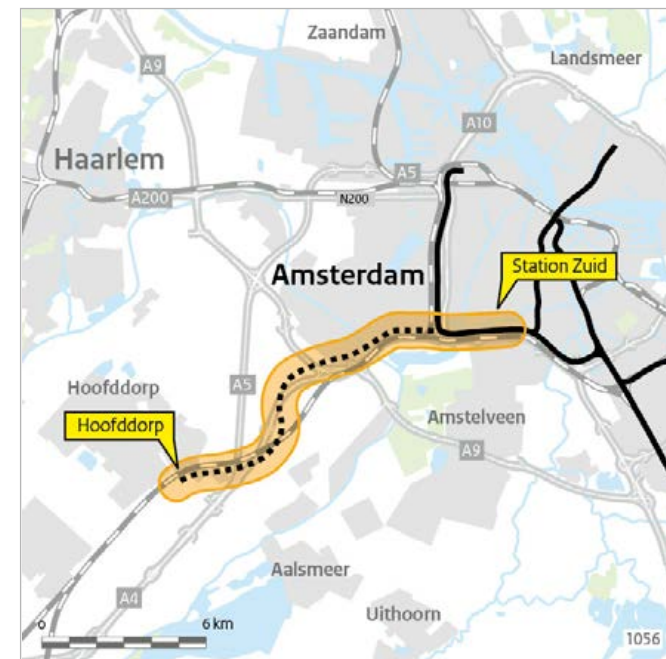 Zaandam
Landsmeer
A9
A10
Haarlem
A5
A200
N200
Amsterdam
Station Zuid
Hoofddorp
A5
Hoofddorp
Amstelveen
A9
Aalsmeer
A4
Uithoorn
0
6 km
1056